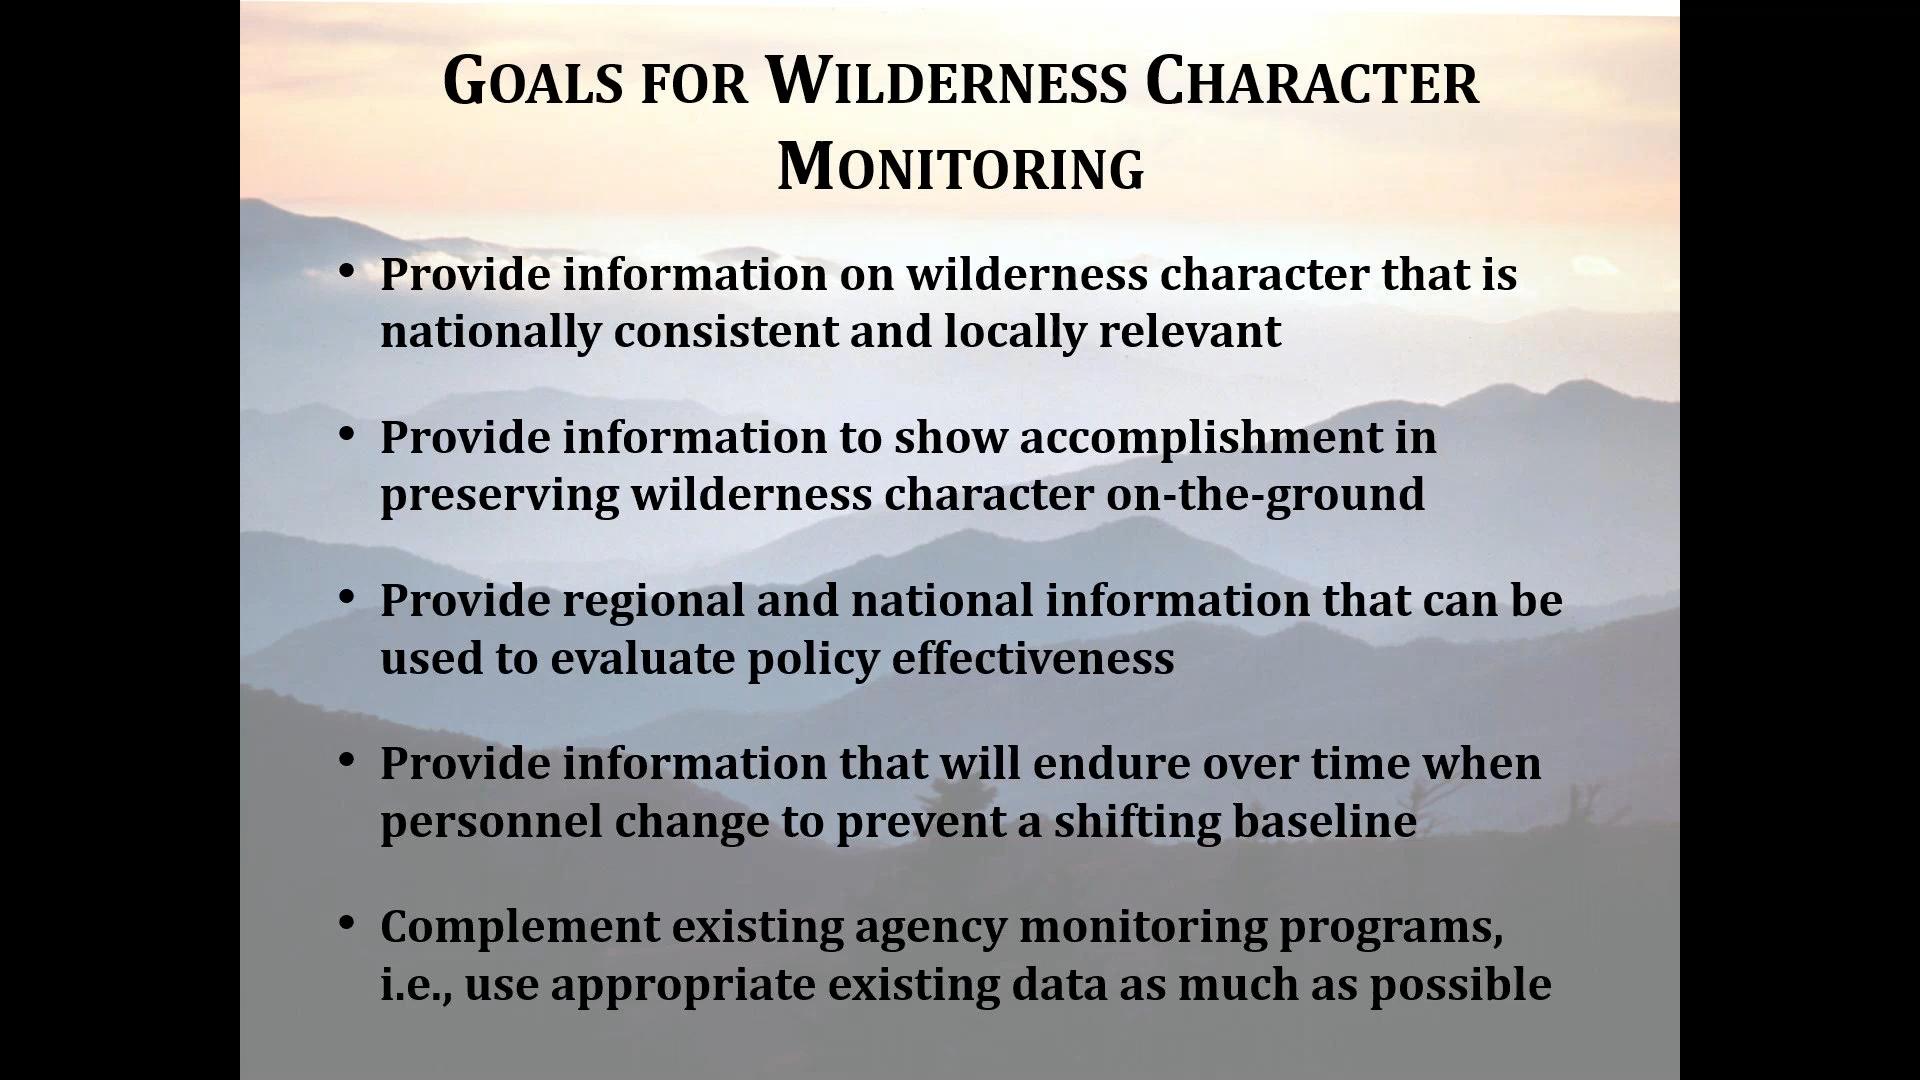 GOALS FOR WILDERNESS CHARACTER
MONITORING
• Provide information on wilderness character that is
nationally consistent and locally relevant
• Provide information to show accomplishment in
preserving wilderness character on-the-ground
• Provide regional and national information that can be
used to evaluate policy effectiveness
• Provide information that will endure over time when
personnel change to prevent a shifting baseline
• Complement existing agency monitoring programs,
i.e., use appropriate existing data as much as possible